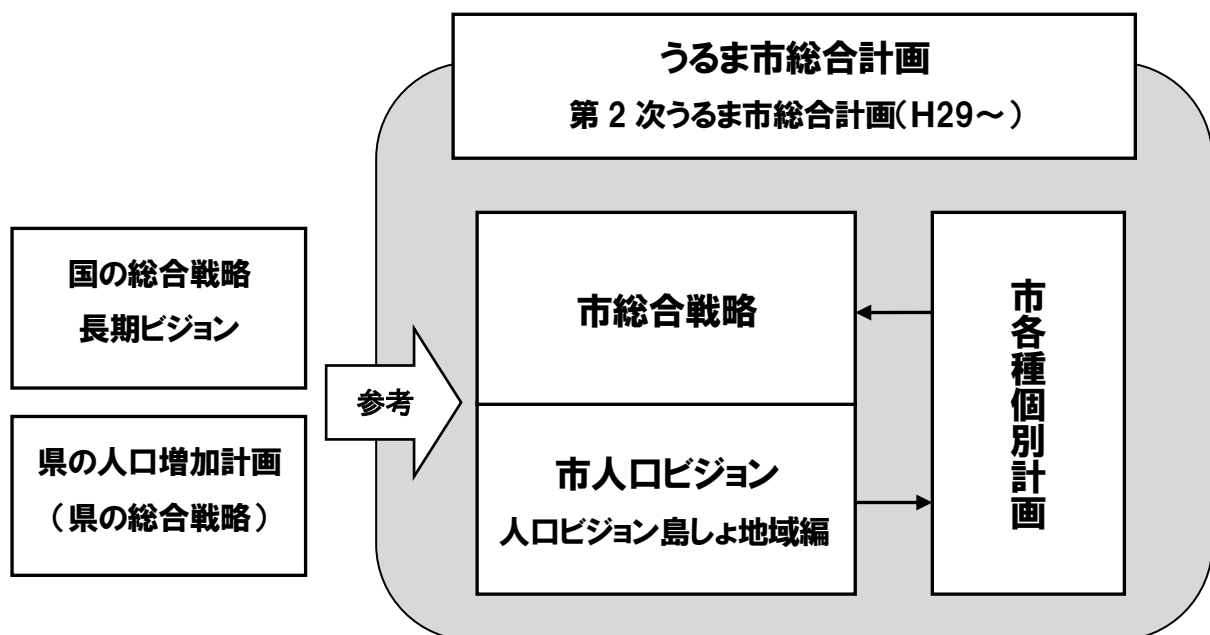 うるま市総合計画
第2次うるま市総合計画(H29～)
国の総合戦略
長期ビジョン
県の人口増加計画
(県の総合戦略)
参考
市総合戦略
市人口ビジョン
人口ビジョン島しょ地域編
市各種個別計画